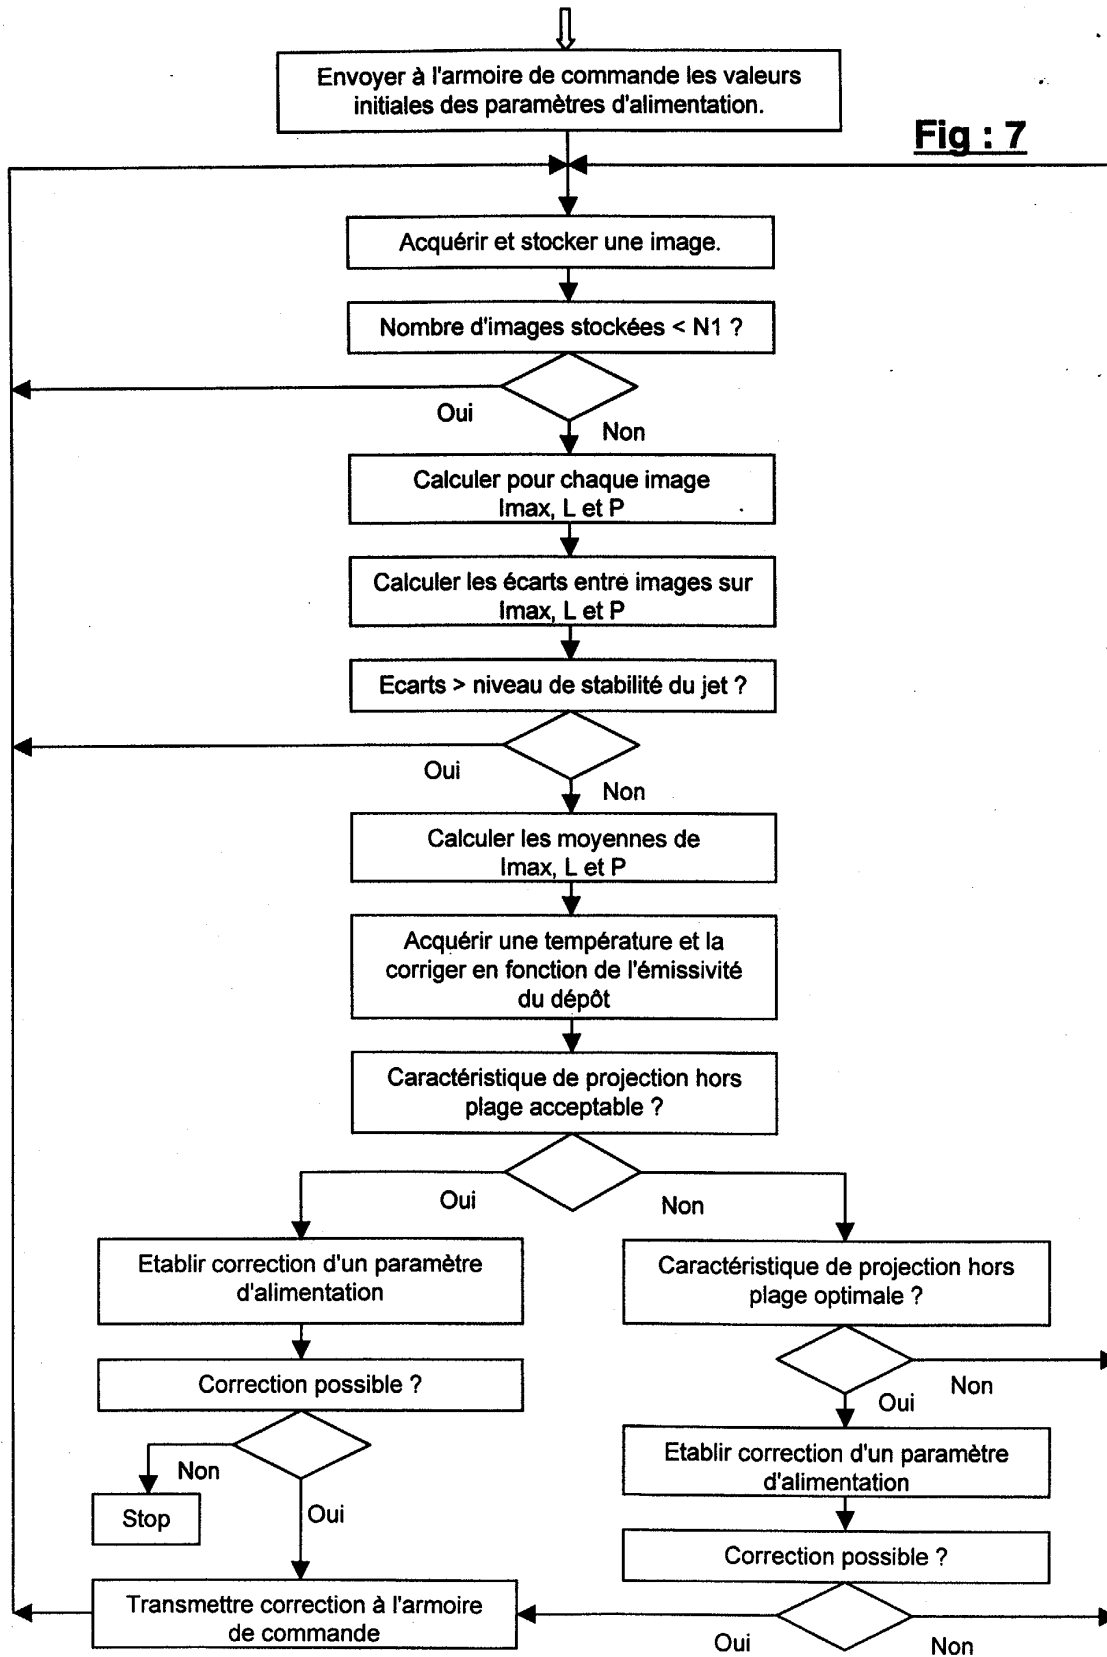 Envoyer à l'armoire de commande les valeurs
initiales des paramètres d'alimentation.
Fig : 7
Acquérir et stocker une image.
Nombre d'images stockées < N1 ?
Oui
Non
Calculer pour chaque image
Imax, L et P
Calculer les écarts entre images sur
Imax, L et P
Ecarts > niveau de stabilité du jet ?
Oui
Non
Calculer les moyennes de
Imax, L et P
Acquérir une température et la
corriger en fonction de l'émissivité
du dépôt
Caractéristique de projection hors
plage acceptable ?
Oui
Non
Etablir correction d'un paramètre
d'alimentation
Correction possible ?
Non
Stop
Oui
Caractéristique de projection hors
plage optimale ?
Non
Oui
Etablir correction d'un paramètre
d'alimentation
Correction possible ?
Oui
Non
Transmettre correction à l'armoire
de commande